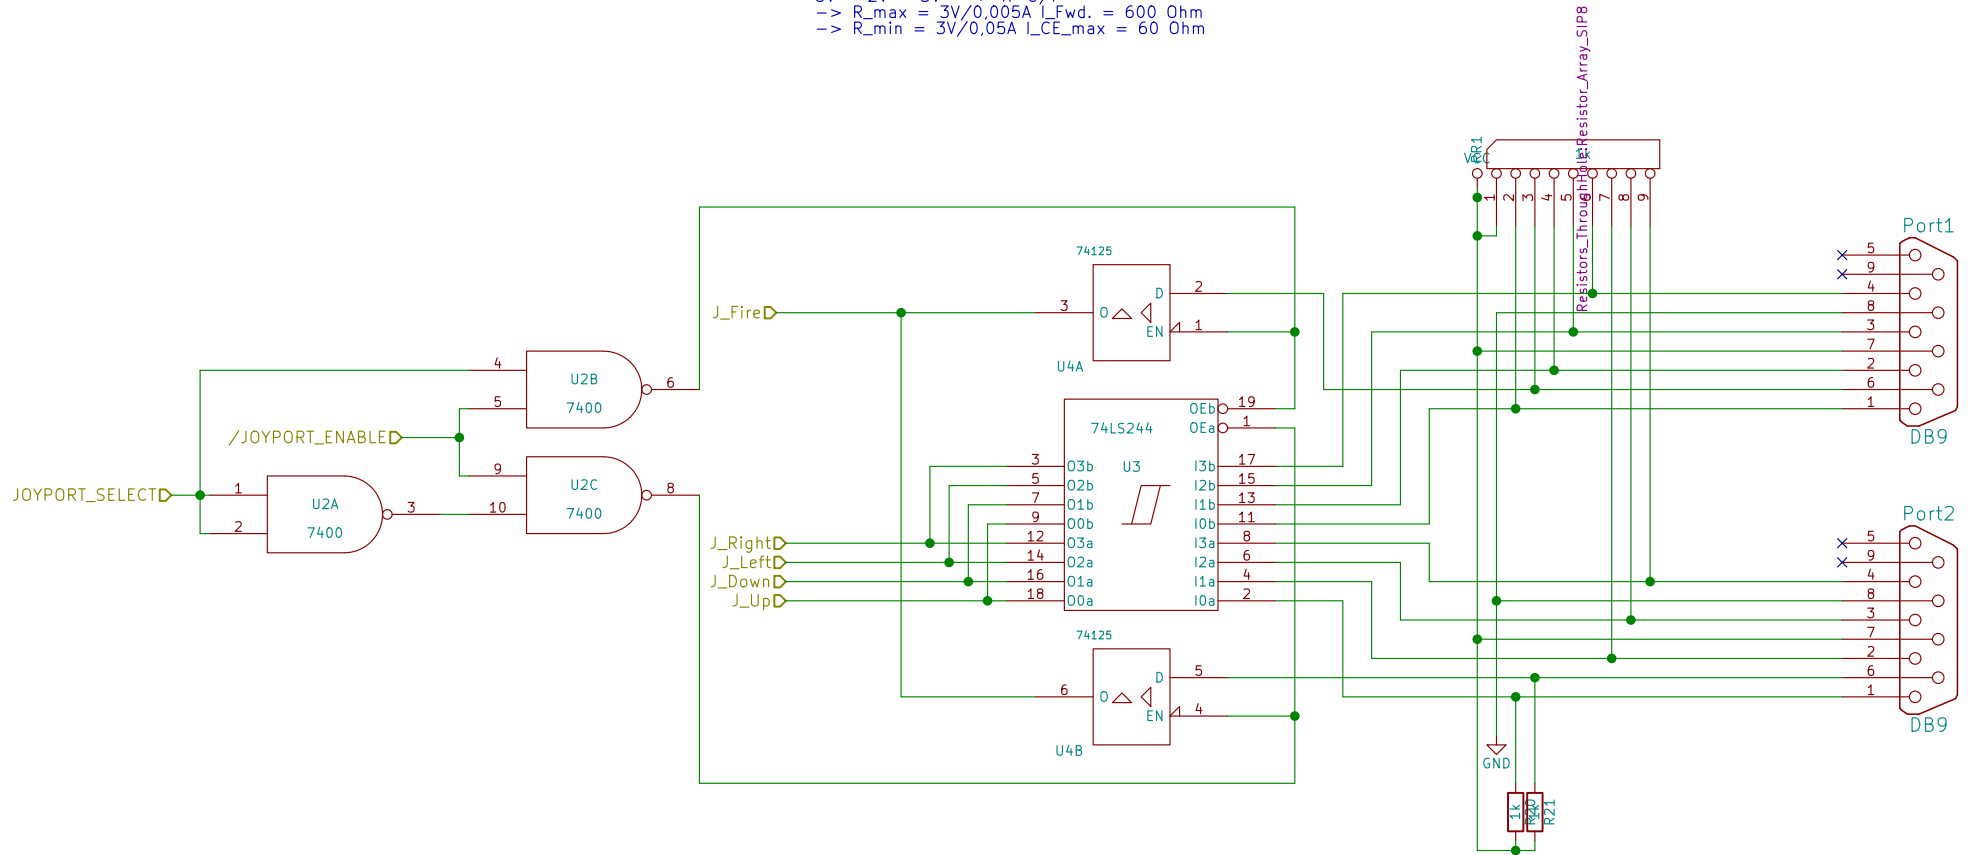 -> R_max = 3V/0,005A I_Fwd. = 600 Ohm
-> R_min = 3V/0,05A I_CE_max = 60 Ohm
Resistors_ThroughHole:Resistor_Array_SIP8
RR1
VCC
1k
1
2
3
4
5
6
7
8
9
Port1
5
9
4
8
3
7
2
6
1
DB9
74125
D
2
O
3
EN
1
U4A
J_Fire
4
5
U2B
7400
6
/JOYPORT_ENABLE
9
10
U2C
7400
8
JOYPORT_SELECT
1
2
U2A
7400
3
74LS244
U3
OEb 19
OEa 1
3 O3b I3b 17
5 O2b I2b 15
7 O1b I1b 13
9 O0b I0b 11
J_Right 12 O3a I3a 8
J_Left 14 O2a I2a 6
J_Down 16 O1a I1a 4
J_Up 18 O0a I0a 2
Port2
5
9
4
8
3
7
2
6
1
DB9
74125
D
5
O
6
EN
4
U4B
GND
1k
R20
1k
R21